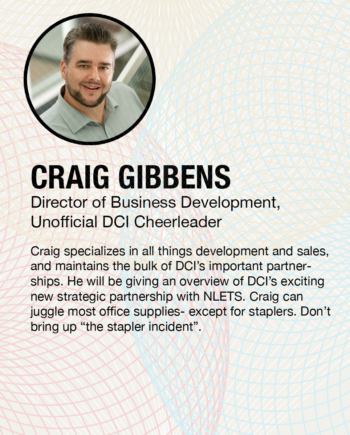 CRAIG GIBBENS
Director of Business Development,
Unofficial DCI Cheerleader
Craig specializes in all things development and sales,
and maintains the bulk of DCI's important partner-
ships. He will be giving an overview of DCI's exciting
new strategic partnership with NLETS. Craig can
juggle most office supplies- except for staplers. Don't
bring up “the stapler incident”.